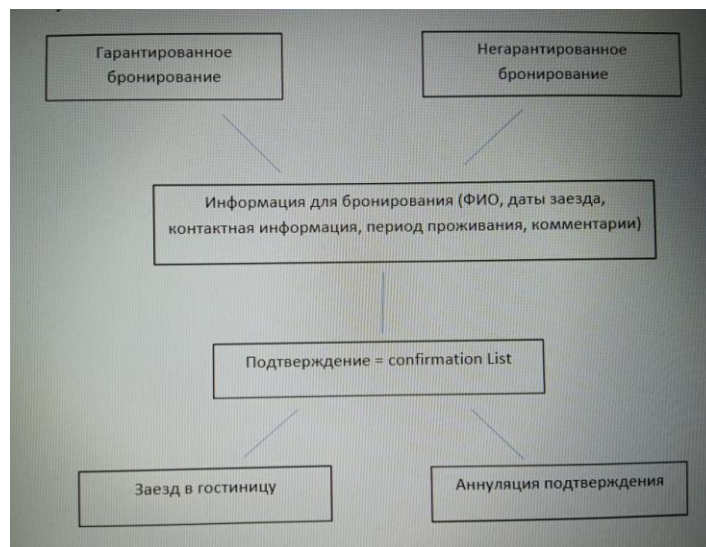 Гарантированное
бронирование
Негарантированное
бронирование
Информация для бронирования (ФИО, даты заезда,
контактная информация, период проживания, комментарии)
Подтверждение = confirmation List
Заезд в гостиницу
Аннуляция подтверждения